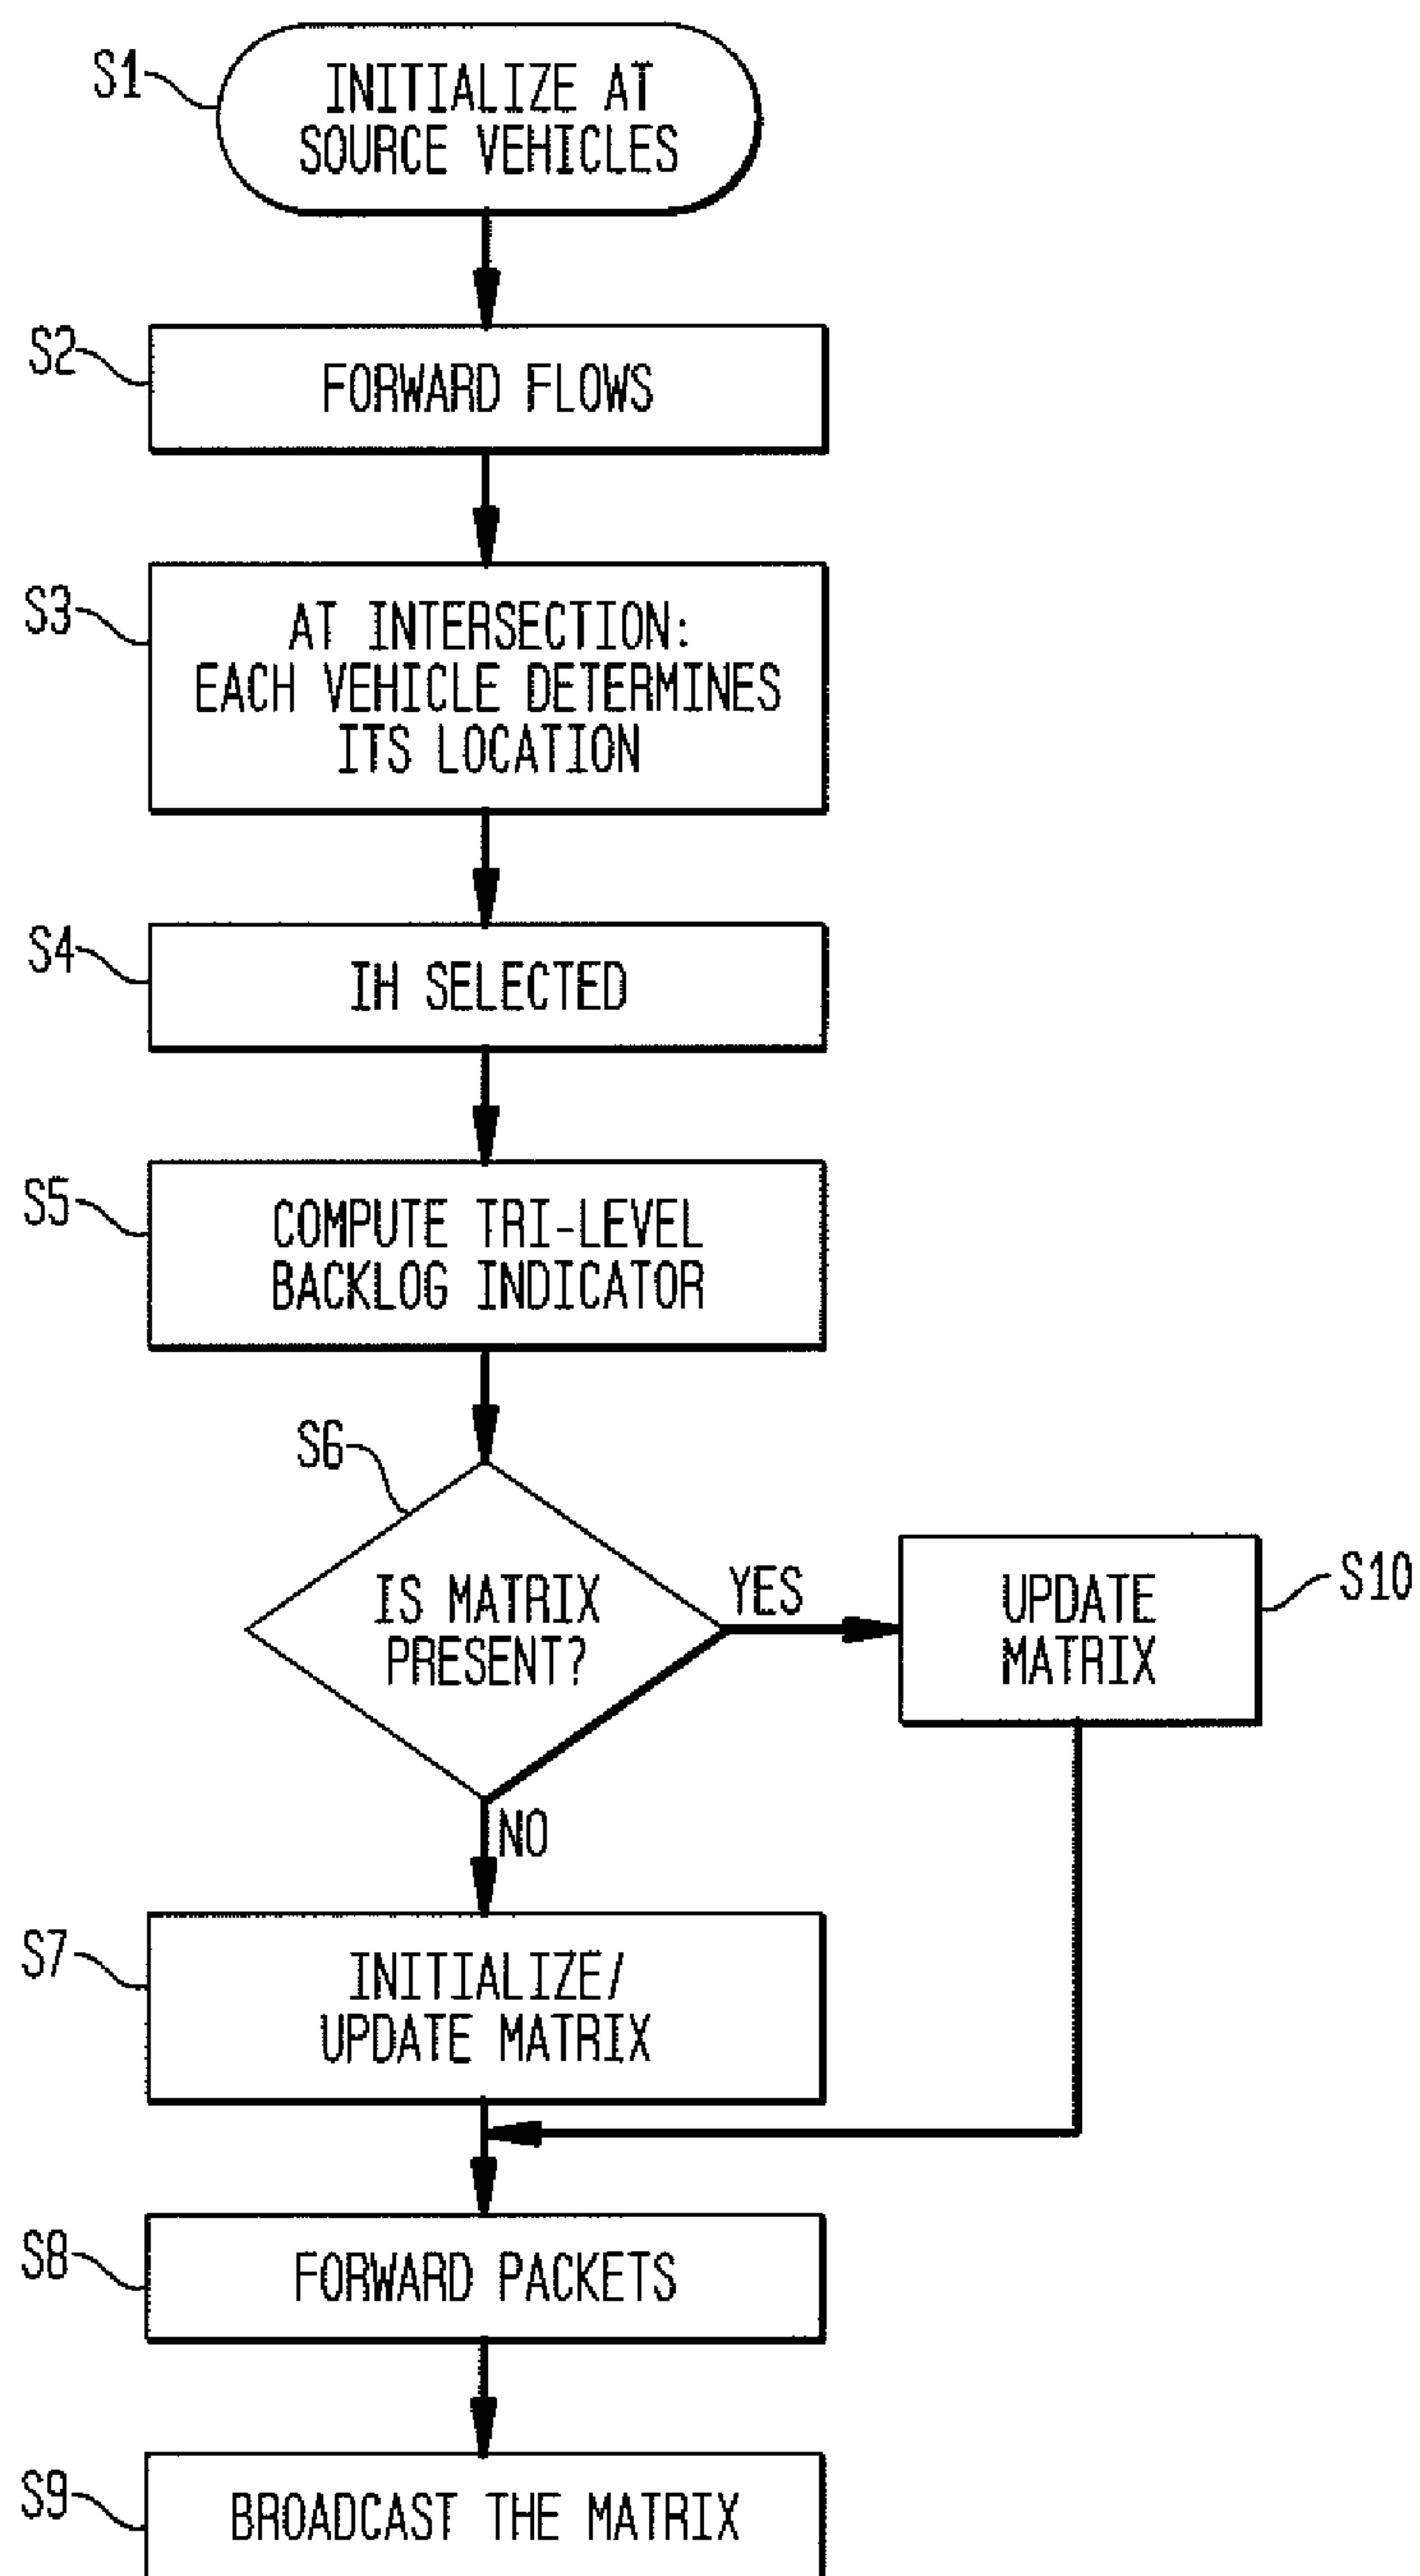 S1
INITIALIZE AT
SOURCE VEHICLES
S2
FORWARD FLOWS
S3
AT INTERSECTION:
EACH VEHICLE DETERMINES
ITS LOCATION
S4
IH SELECTED
S5
COMPUTE TRI-LEVEL
BACKLOG INDICATOR
S6
IS MATRIX
PRESENT?
YES
UPDATE
MATRIX
S10
NO
S7
INITIALIZE/
UPDATE MATRIX
S8
FORWARD PACKETS
S9
BROADCAST THE MATRIX